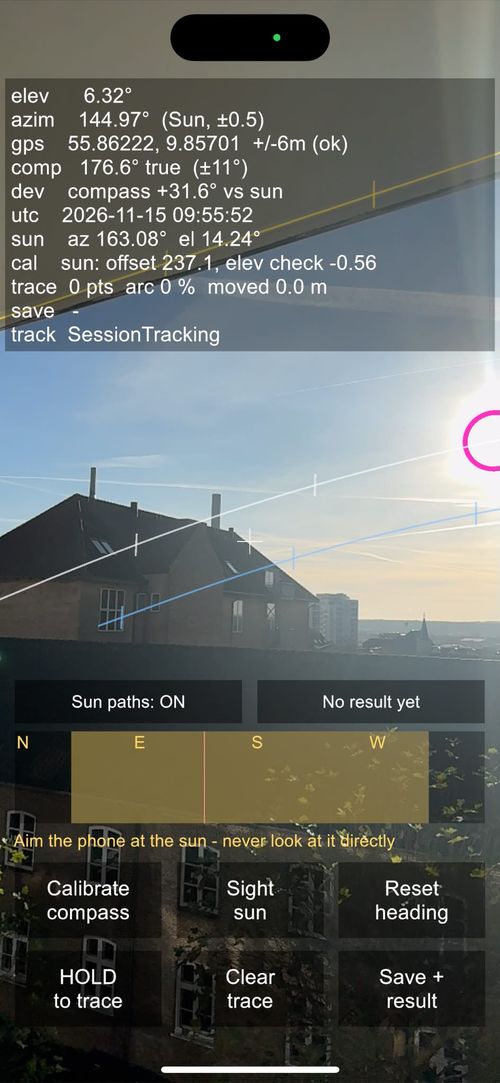 elev 6.32°
azim 144.97° (Sun, ±0.5)
gps 55.86222, 9.85701 +/-6m (ok)
comp 176.6° true (±11°)
dev compass +31.6° vs sun
utc 2026-11-15 09:55:52
sun az 163.08° el 14.24°
cal sun: offset 237.1, elev check -0.56
trace 0 pts arc 0 % moved 0.0 m
save -
track SessionTracking
Sun paths: ON
No result yet
N E S W
Aim the phone at the sun - never look at it directly
Calibrate
compass
Sight
sun
Reset
heading
HOLD
to trace
Clear
trace
Save +
result